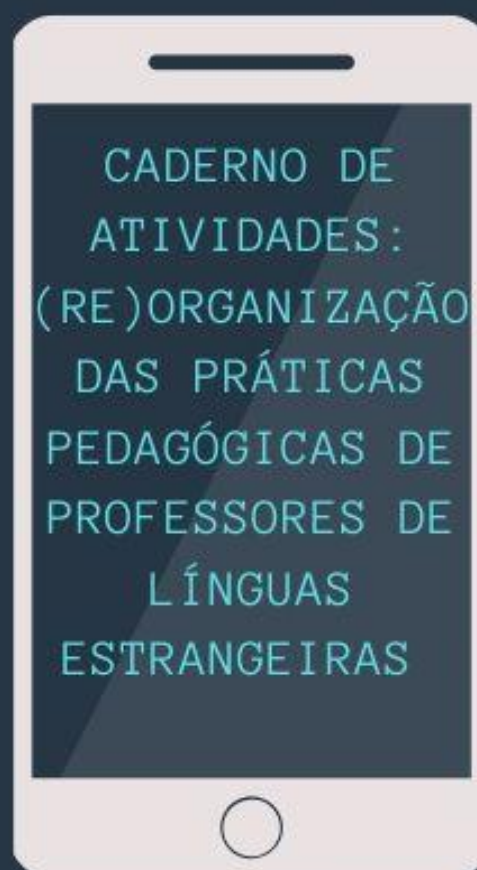 CADERNO DE
ATIVIDADES:
(RE)ORGANIZAÇÃO
DAS PRÁTICAS
PEDAGÓGICAS DE
PROFESSORES DE
LÍNGUAS
ESTRANGEIRAS